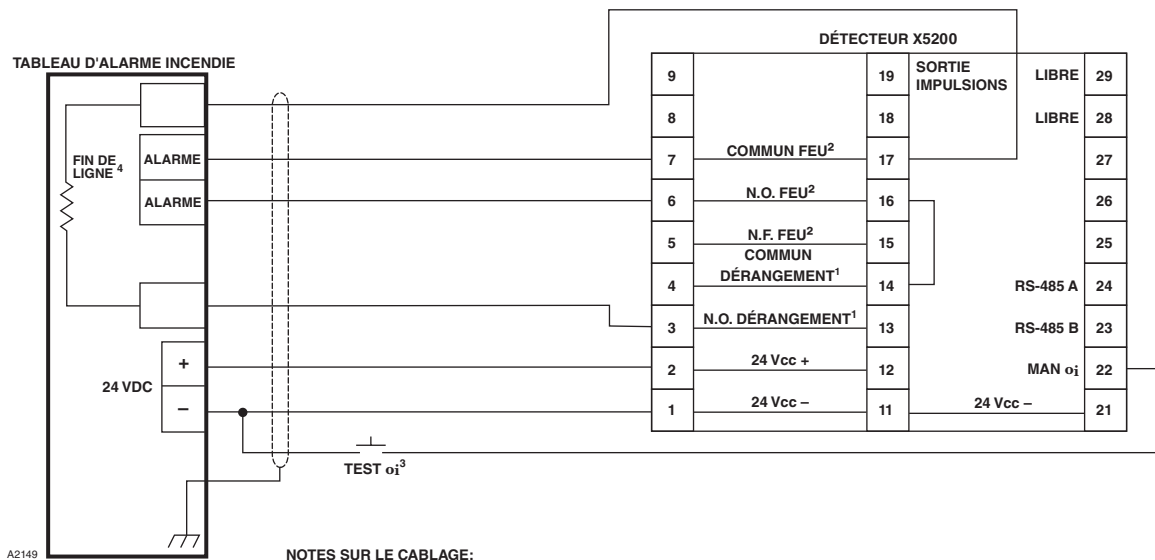 DÉTECTEUR X5200
TABLEAU D'ALARME INCENDIE
9 19 SORTIE LIBRE 29
IMPULSIONS
8 18 LIBRE 28
FIN DE ALARME 7 COMMUN FEU² 17 27
LIGNE ⁴
ALARME 6 N.O. FEU² 16 26
5 N.F. FEU² 15 25
COMMUN
4 DÉRANGEMENT¹ 14 RS-485 A 24
3 N.O. DÉRANGEMENT¹ 13 RS-485 B 23
+ 2 24 Vcc + 12 MAN oi 22
24 VDC
– 1 24 Vcc – 11 24 Vcc – 21
TEST oi³
A2149
NOTES SUR LE CABLAGE: